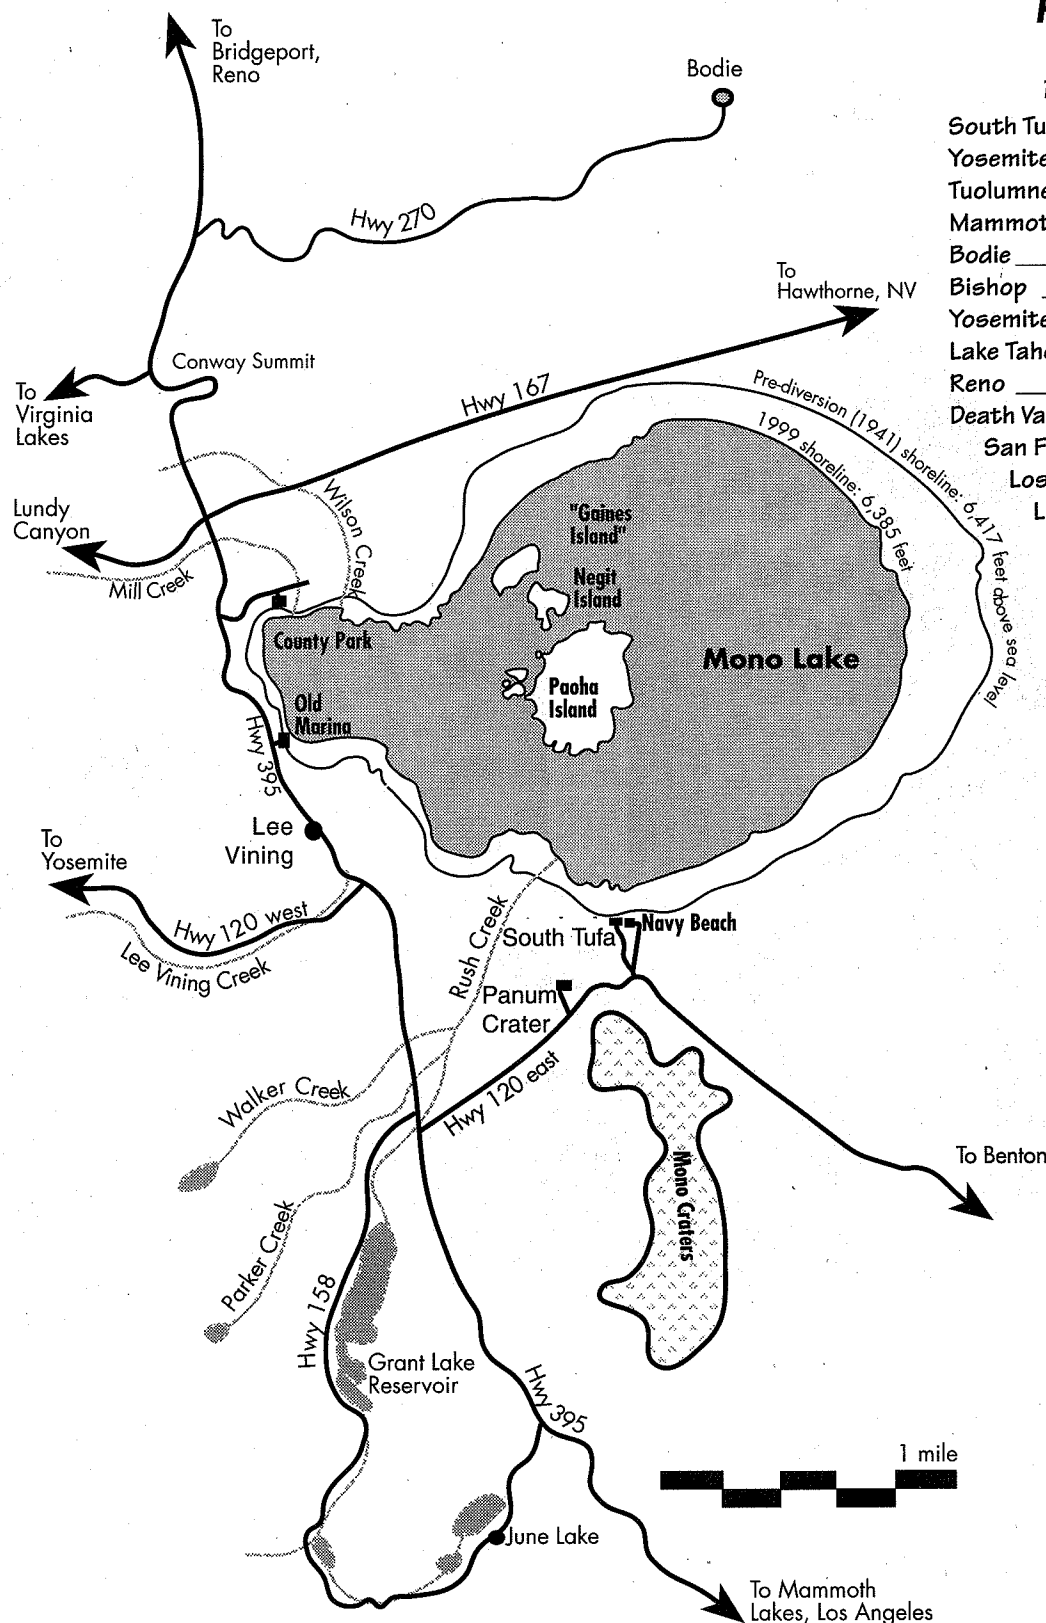 To
Bridgeport,
Reno
Bodie
South Tu
Yosemite
Tuolumne
Mammot
Bodie
Bishop
Yosemite
Lake Taho
Reno
Death Va
San F
Los
L
Hwy 270
To
Hawthorne, NV
Conway Summit
To
Virginia
Lakes
Hwy 167
Pre-diversion (1941) shoreline: 6,417 feet above sea level
1999 shoreline: 6,385 feet
Lundy
Canyon
Wilson Creek
"Gaines
Island"
Mill Creek
Negit
Island
County Park
Mono Lake
Paoha
Island
Old
Marina
Hwy 395
Lee
Vining
To
Yosemite
Hwy 120 west
Lee Vining Creek
Rush Creek
South Tufa
Navy Beach
Panum
Crater
Hwy 120 east
Walker Creek
Mono Craters
To Benton
Parker Creek
Hwy 158
Grant Lake
Reservoir
Hwy 395
1 mile
June Lake
To Mammoth
Lakes, Los Angeles